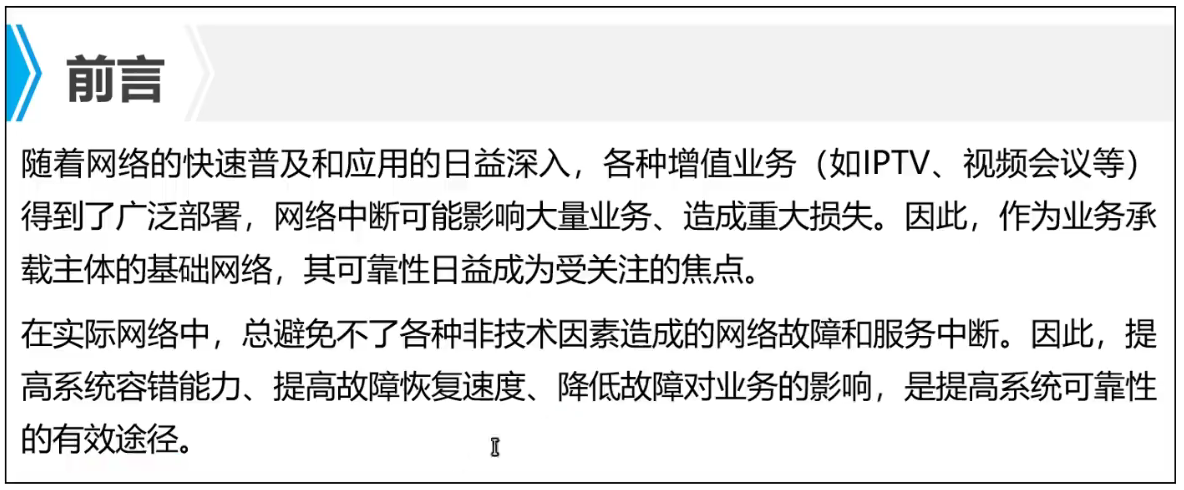 前言
随着网络的快速普及和应用的日益深入，各种增值业务（如IPTV、视频会议等）
得到了广泛部署，网络中断可能影响大量业务、造成重大损失。因此，作为业务承
载主体的基础网络，其可靠性日益成为受关注的焦点。
在实际网络中，总避免不了各种非技术因素造成的网络故障和服务中断。因此，提
高系统容错能力、提高故障恢复速度、降低故障对业务的影响，是提高系统可靠性
的有效途径。